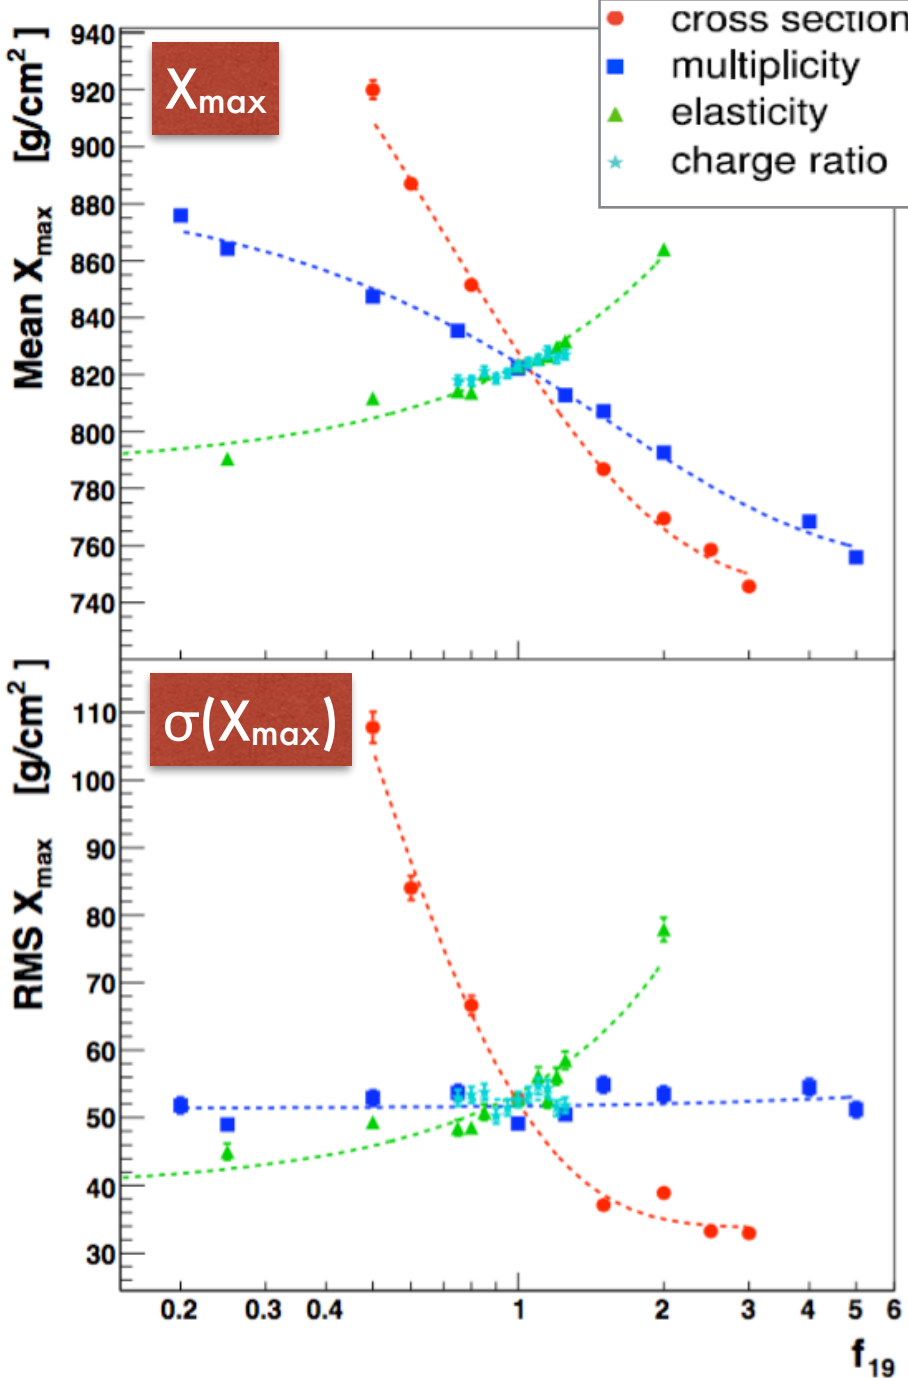 cross section
multiplicity
elasticity
charge ratio
Xmax
Mean Xmax [g/cm²]
940
920
900
880
860
840
820
800
780
760
740
σ(Xmax)
RMS Xmax [g/cm²]
110
100
90
80
70
60
50
40
30
0.2 0.3 0.4 1 2 3 4 5 6
f19